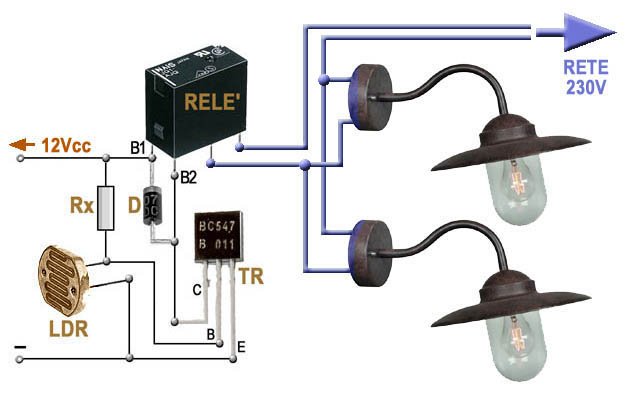 RELE'
RETE
230V
12Vcc
B1
B2
Rx
D
BC547
B 011
TR
C
LDR
B
E
−